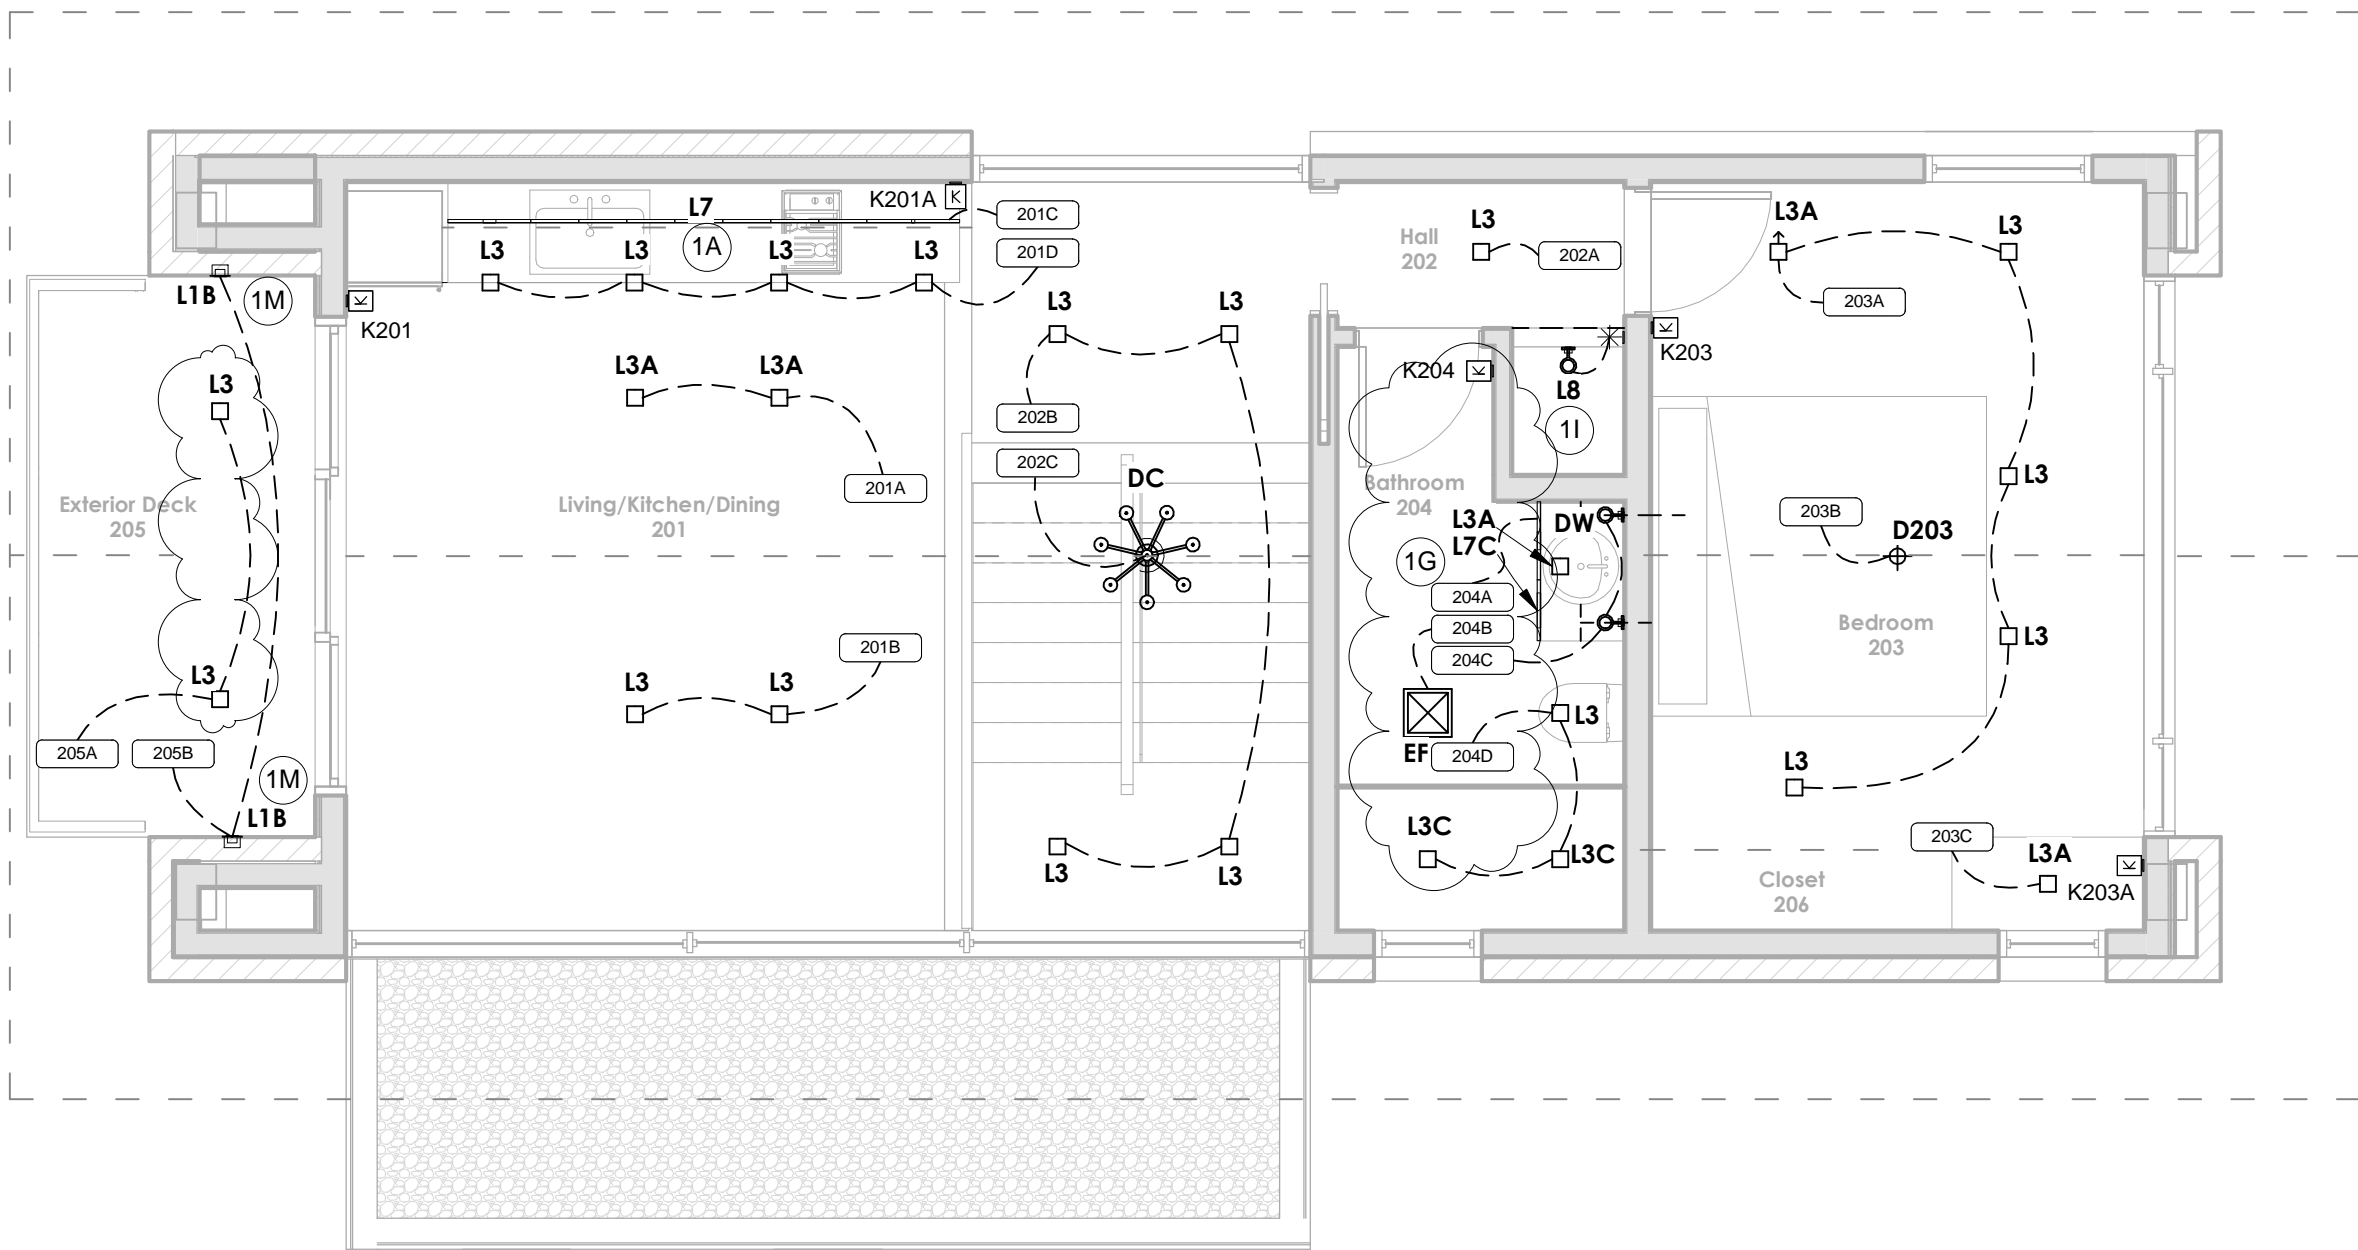 K201A
K
L7
201C
1A
L3
L3
L3
L3
201D
L1B
1M
K
K201
L3
L3
L3
L3A
L3A
202B
202C
201A
DC
Exterior Deck
205
Living/Kitchen/Dining
201
L3
205A
205B
1M
L1B
L3
L3
201B
L3
L3
Hall
202
L3
202A
K204
K
L8
1I
Bathroom
204
L3A
L7C
DW
1G
204A
204B
204C
EF
204D
L3
L3C
L3C
L3A
L3
203A
K
K203
L3
203B
D203
Bedroom
203
L3
L3
203C
L3A
K
K203A
Closet
206